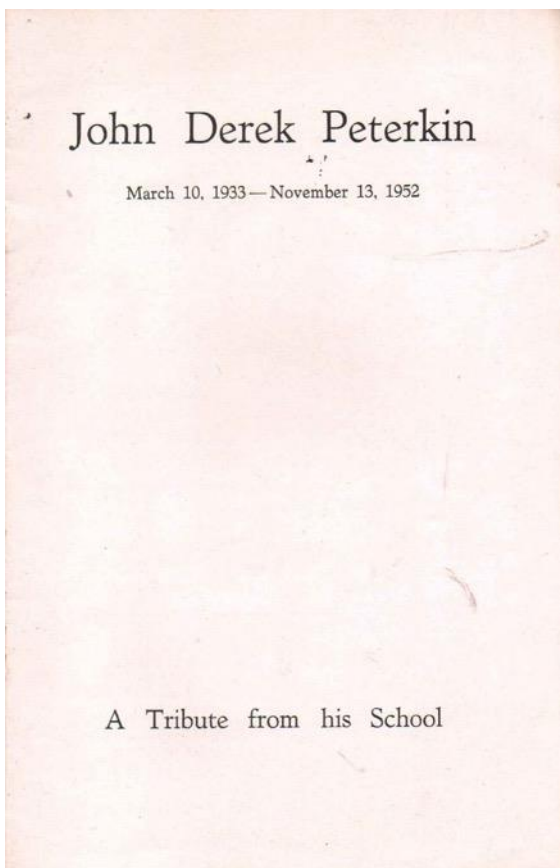 John Derek Peterkin
March 10, 1933—November 13, 1952
A Tribute from his School